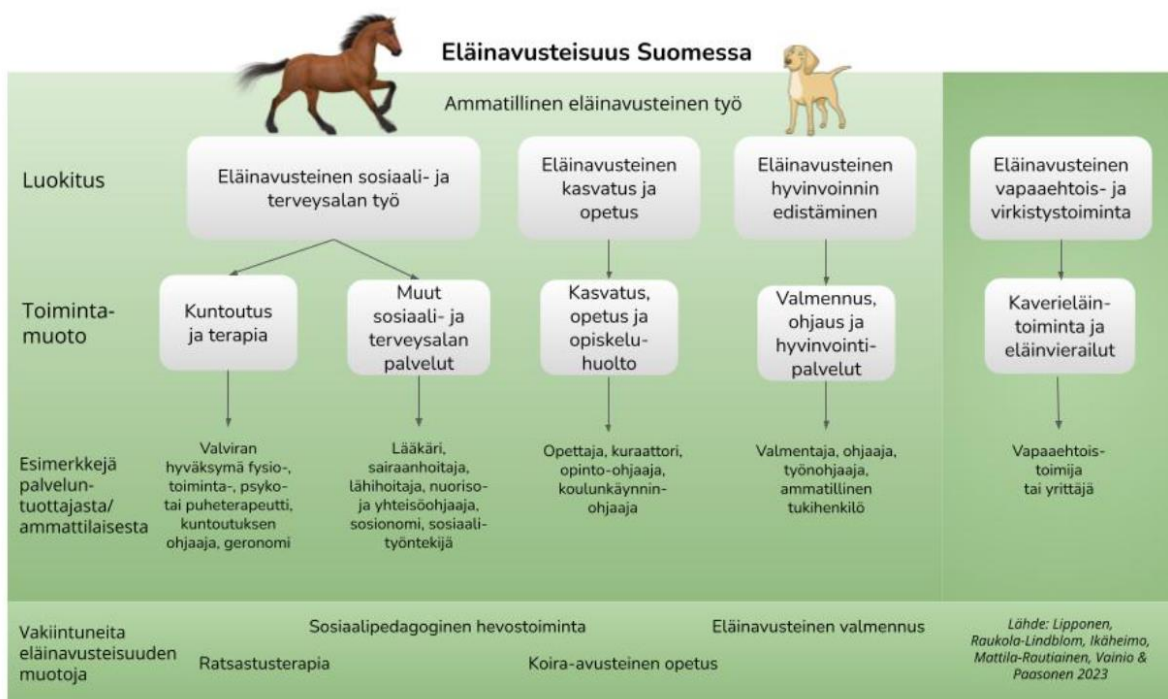 Eläinavusteisuus Suomessa
Ammatillinen eläinavusteinen työ
Luokitus
Eläinavusteinen sosiaali- ja
terveysalan työ
Eläinavusteinen
kasvatus ja
opetus
Eläinavusteinen
hyvinvoinnin
edistäminen
Eläinavusteinen
vapaaehtois- ja
virkistystoiminta
Toiminta-
muoto
Kuntoutus
ja terapia
Muut
sosiaali- ja
terveysalan
palvelut
Kasvatus,
opetus ja
opiskelu-
huolto
Valmennus,
ohjaus ja
hyvinvointi-
palvelut
Kaverieläin-
toiminta ja
eläinvierailut
Esimerkkejä
palvelun-
tuottajasta/
ammattilaisesta
Valviran
hyväksymä fysio-,
toiminta-, psyko-
tai puheterapeutti,
kuntoutuksen
ohjaaja, geronomi
Lääkäri,
sairaanhoitaja,
lähihoitaja, nuoriso-
ja yhteisöohjaaja,
sosionomi, sosiaali-
työntekijä
Opettaja, kuraattori,
opinto-ohjaaja,
koulunkäynnin-
ohjaaja
Valmentaja, ohjaaja,
työnohjaaja,
ammatillinen
tukihenkilö
Vapaaehtois-
toimija
tai yrittäjä
Vakiintuneita
eläinavusteisuuden
muotoja
Sosiaalipedagoginen hevostoiminta
Eläinavusteinen valmennus
Ratsastusterapia
Koira-avusteinen opetus
Lähde: Lipponen,
Raukola-Lindblom, Ikäheimo,
Mattila-Rautiainen, Vainio &
Paasonen 2023